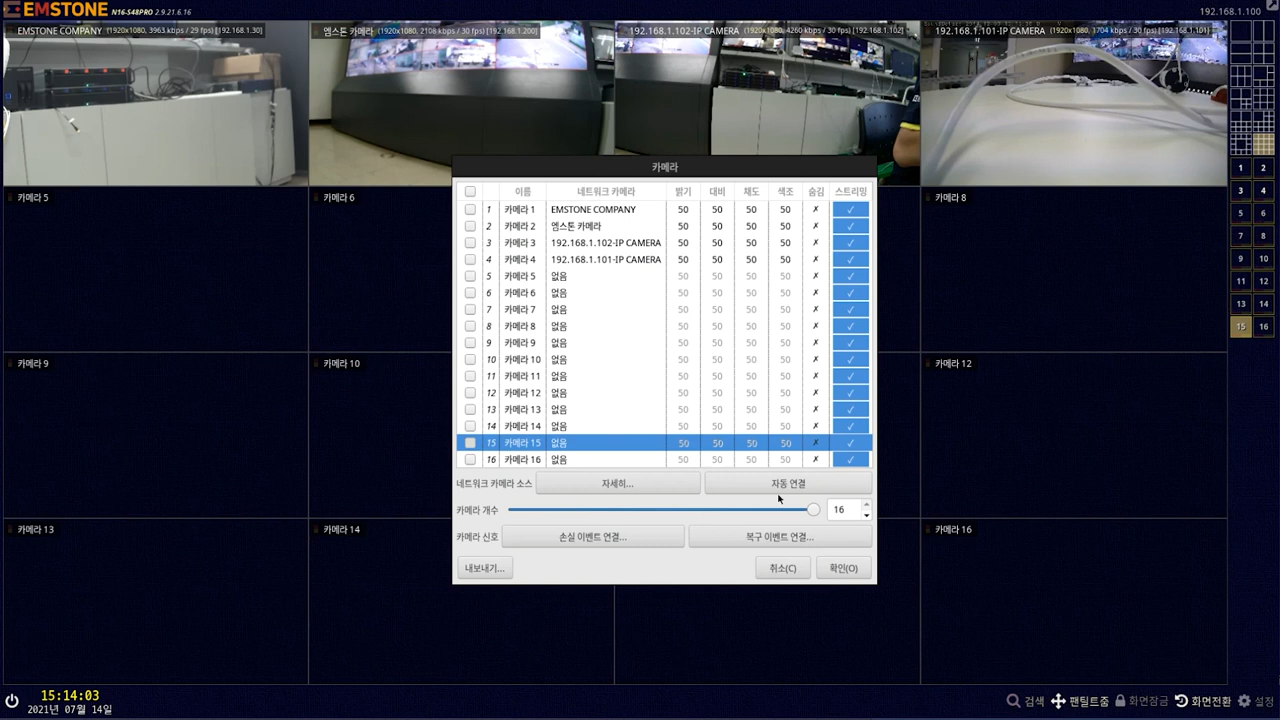 EMSTONE N16-S48PRO 2.9.21.6.16
192.168.1.100
EMSTONE COMPANY (1920x1080, 3963 kbps / 29 fps) [192.168.1.30]
엠스톤 카메라 (1920x1080, 2108 kbps / 30 fps) [192.168.1.200]
192.168.1.102-IP CAMERA (1920x1080, 4260 kbps / 30 fps) [192.168.1.102]
192.168.1.101-IP CAMERA (1920x1080, 1704 kbps / 30 fps) [192.168.1.101]
카메라 5
카메라 6
카메라 8
카메라 9
카메라 10
카메라 12
카메라 13
카메라 14
카메라 16
카메라
이름 네트워크 카메라 밝기 대비 채도 색조 숨김 스트리밍
1 카메라 1 EMSTONE COMPANY 50 50 50 50 ✗ ✓
2 카메라 2 엠스톤 카메라 50 50 50 50 ✗ ✓
3 카메라 3 192.168.1.102-IP CAMERA 50 50 50 50 ✗ ✓
4 카메라 4 192.168.1.101-IP CAMERA 50 50 50 50 ✗ ✓
5 카메라 5 없음 50 50 50 50 ✗ ✓
6 카메라 6 없음 50 50 50 50 ✗ ✓
7 카메라 7 없음 50 50 50 50 ✗ ✓
8 카메라 8 없음 50 50 50 50 ✗ ✓
9 카메라 9 없음 50 50 50 50 ✗ ✓
10 카메라 10 없음 50 50 50 50 ✗ ✓
11 카메라 11 없음 50 50 50 50 ✗ ✓
12 카메라 12 없음 50 50 50 50 ✗ ✓
13 카메라 13 없음 50 50 50 50 ✗ ✓
14 카메라 14 없음 50 50 50 50 ✗ ✓
15 카메라 15 없음 50 50 50 50 ✗ ✓
16 카메라 16 없음 50 50 50 50 ✗ ✓
네트워크 카메라 소스 자세히... 자동 연결
카메라 개수 16
카메라 신호 손실 이벤트 연결... 복구 이벤트 연결...
내보내기... 취소(C) 확인(O)
1 2
3 4
5 6
7 8
9 10
11 12
13 14
15 16
15:14:03
2021년 07월 14일
검색 팬틸트줌 화면잠금 화면전환 설정